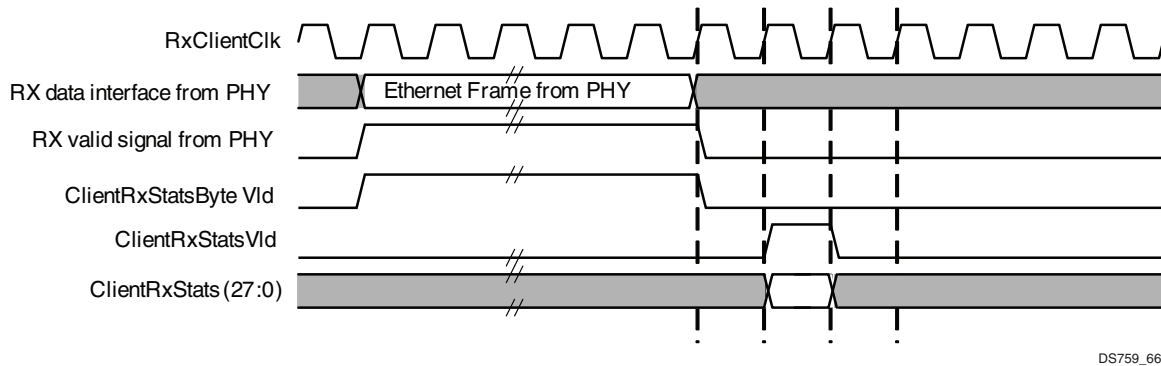 RxClientClk
RX data interface from PHY
Ethernet Frame from PHY
RX valid signal from PHY
ClientRxStatsByte Vld
ClientRxStatsVld
ClientRxStats (27:0)
DS759_66